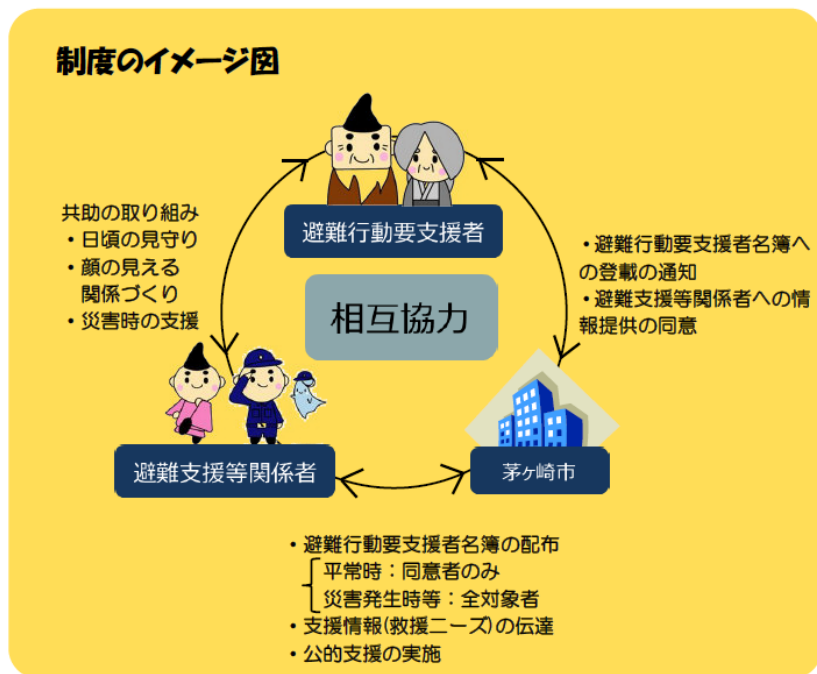 制度のイメージ図
避難行動要支援者
共助の取り組み
・日頃の見守り
・顔の見える
関係づくり
・災害時の支援
・避難行動要支援者名簿へ
の登載の通知
・避難支援等関係者への情
報提供の同意
相互協力
避難支援等関係者
茅ヶ崎市
・避難行動要支援者名簿の配布
平常時：同意者のみ
災害発生時等：全対象者
・支援情報(救援ニーズ)の伝達
・公的支援の実施